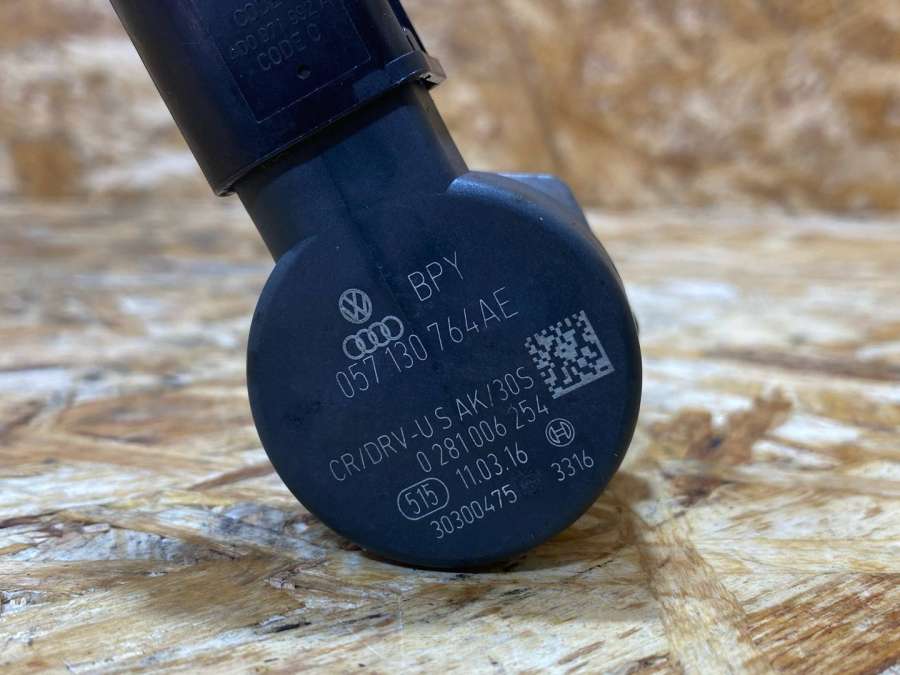 CODE C
BPY
057 130 764AE
CR/DRV-U S AK/30S
0 281 006 254
515 11.03.16
30300475 3316